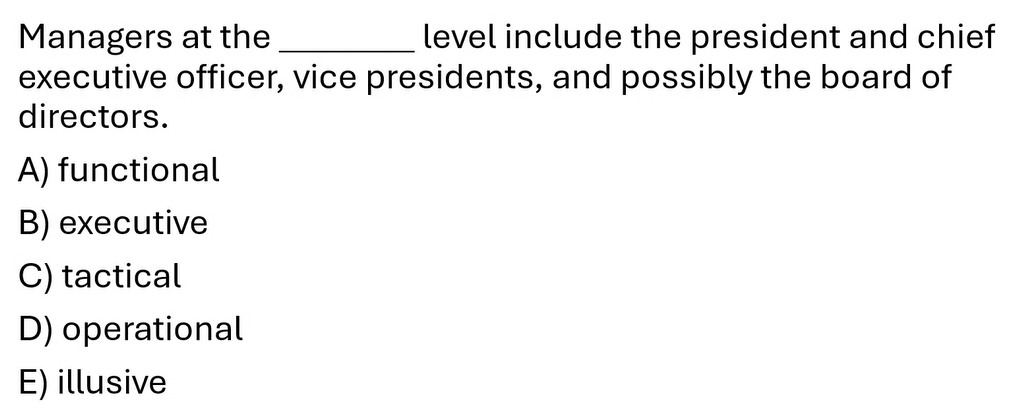 Managers at the ________ level include the president and chief
executive officer, vice presidents, and possibly the board of
directors.
A) functional
B) executive
C) tactical
D) operational
E) illusive